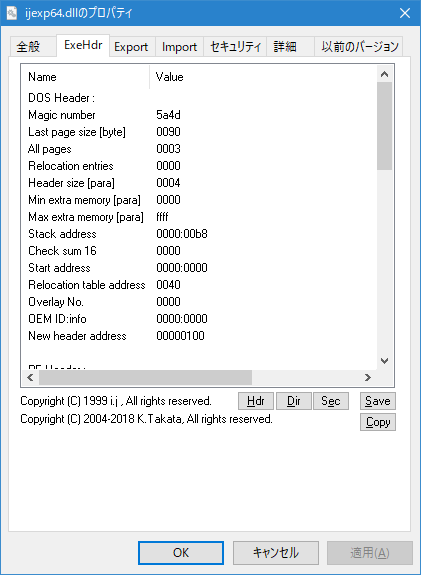 ijexp64.dllのプロパティ
全般 ExeHdr Export Import セキュリティ 詳細 以前のバージョン
Name Value
DOS Header :
Magic number 5a4d
Last page size [byte] 0090
All pages 0003
Relocation entries 0000
Header size [para] 0004
Min extra memory [para] 0000
Max extra memory [para] ffff
Stack address 0000:00b8
Check sum 16 0000
Start address 0000:0000
Relocation table address 0040
Overlay No. 0000
OEM ID:info 0000:0000
New header address 00000100
PE Header :
Copyright (C) 1999 i.j , All rights reserved. Hdr Dir Sec Save
Copyright (C) 2004-2018 K.Takata, All rights reserved. Copy
OK キャンセル 適用(A)